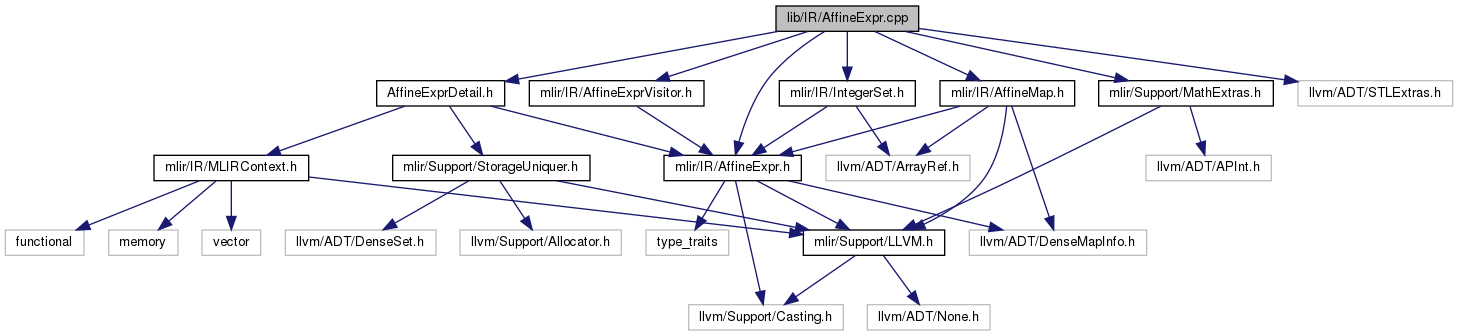 lib/IR/AffineExpr.cpp
AffineExprDetail.h
mlir/IR/AffineExprVisitor.h
mlir/IR/IntegerSet.h
mlir/IR/AffineMap.h
mlir/Support/MathExtras.h
llvm/ADT/STLExtras.h
mlir/IR/MLIRContext.h
mlir/Support/StorageUniquer.h
mlir/IR/AffineExpr.h
llvm/ADT/ArrayRef.h
llvm/ADT/APInt.h
functional
memory
vector
llvm/ADT/DenseSet.h
llvm/Support/Allocator.h
type_traits
mlir/Support/LLVM.h
llvm/ADT/DenseMapInfo.h
llvm/Support/Casting.h
llvm/ADT/None.h